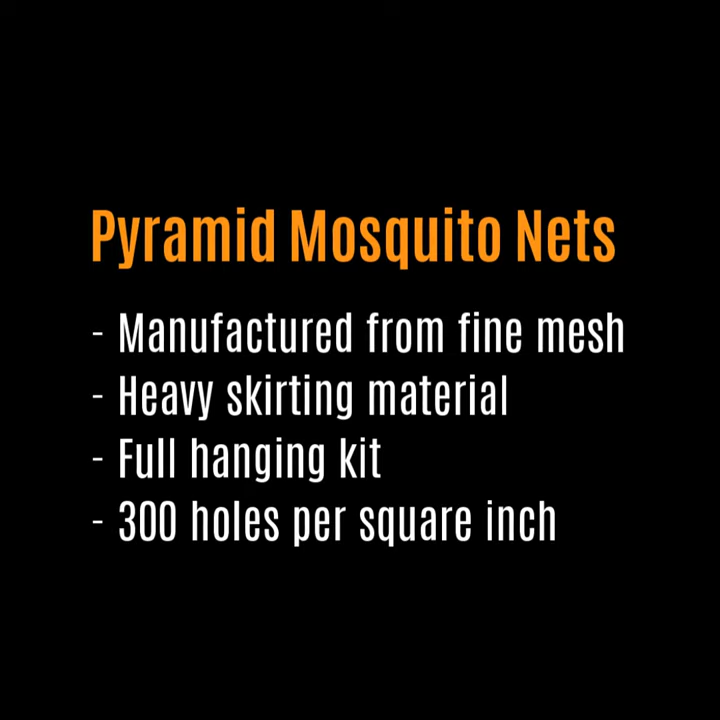 Pyramid Mosquito Nets
- Manufactured from fine mesh
- Heavy skirting material
- Full hanging kit
- 300 holes per square inch